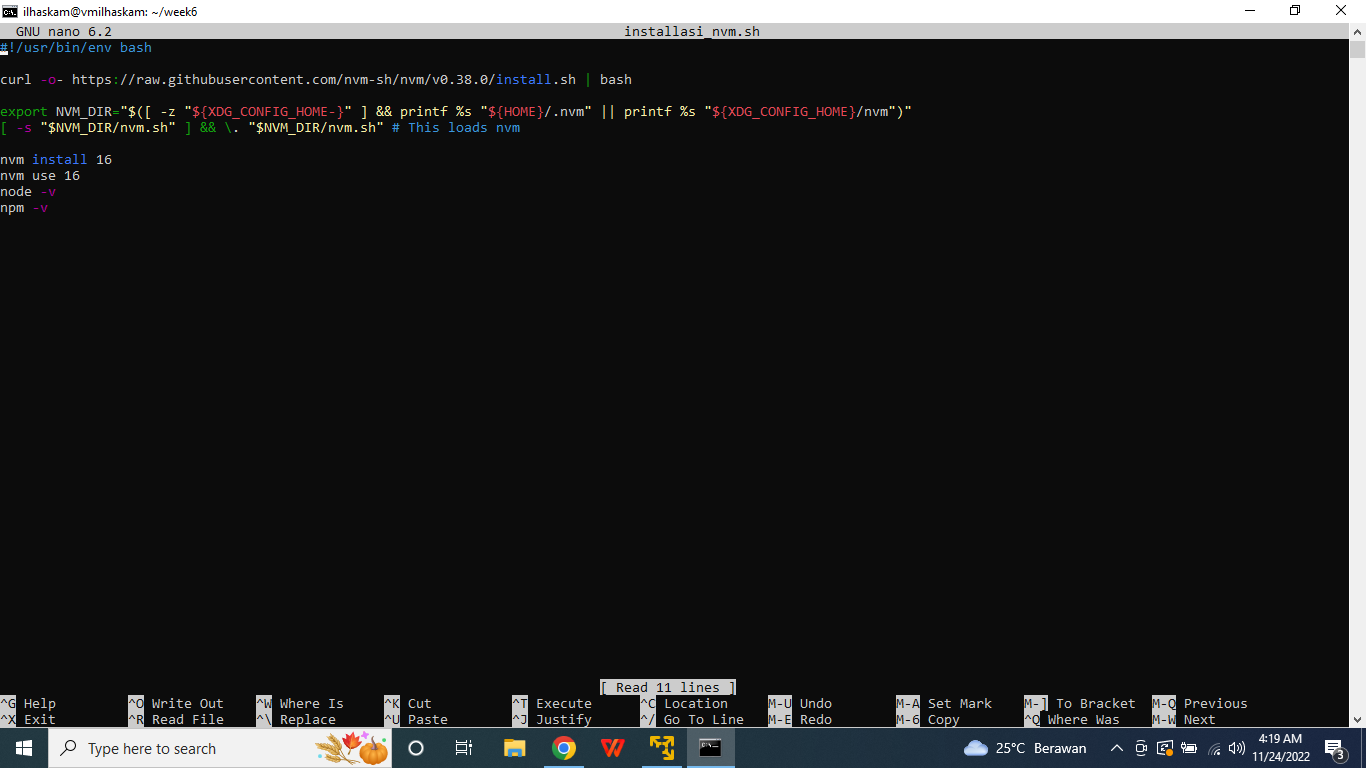 ilhaskam@vmilhaskam: ~/week6
GNU nano 6.2 installasi_nvm.sh
#!/usr/bin/env bash
curl -o- https://raw.githubusercontent.com/nvm-sh/nvm/v0.38.0/install.sh | bash
export NVM_DIR="$([ -z "${XDG_CONFIG_HOME-}" ] && printf %s "${HOME}/.nvm" || printf %s "${XDG_CONFIG_HOME}/nvm")"
[ -s "$NVM_DIR/nvm.sh" ] && \. "$NVM_DIR/nvm.sh" # This loads nvm
nvm install 16
nvm use 16
node -v
npm -v
[ Read 11 lines ]
^G Help ^O Write Out ^W Where Is ^K Cut ^T Execute ^C Location M-U Undo M-A Set Mark M-] To Bracket M-Q Previous
^X Exit ^R Read File ^\ Replace ^U Paste ^J Justify ^/ Go To Line M-E Redo M-6 Copy ^Q Where Was M-W Next
Type here to search
25°C Berawan
4:19 AM
11/24/2022
3